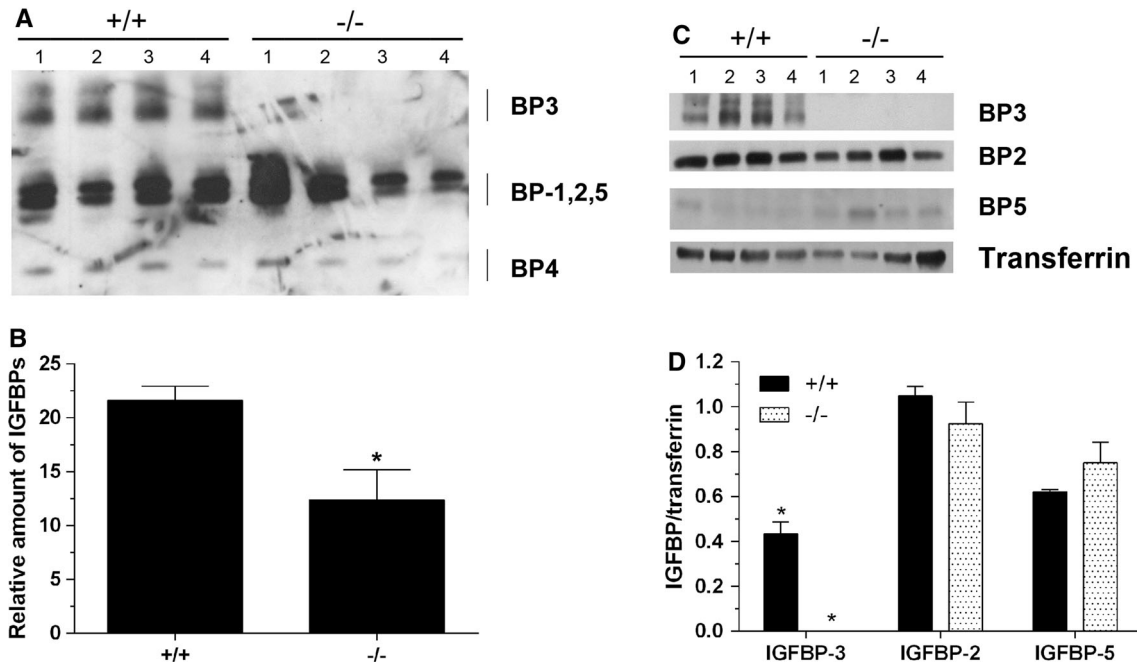 A
+/+ -/-
1 2 3 4 1 2 3 4
BP3
BP-1,2,5
BP4
B
Relative amount of IGFBPs
25
20
15
10
5
0
*
+/+ -/-
C
+/+ -/-
1 2 3 4 1 2 3 4
BP3
BP2
BP5
Transferrin
D
IGFBP/transferrin
1.2
1.0
0.8
0.6
0.4
0.2
0.0
+/+
-/-
*
*
IGFBP-3 IGFBP-2 IGFBP-5